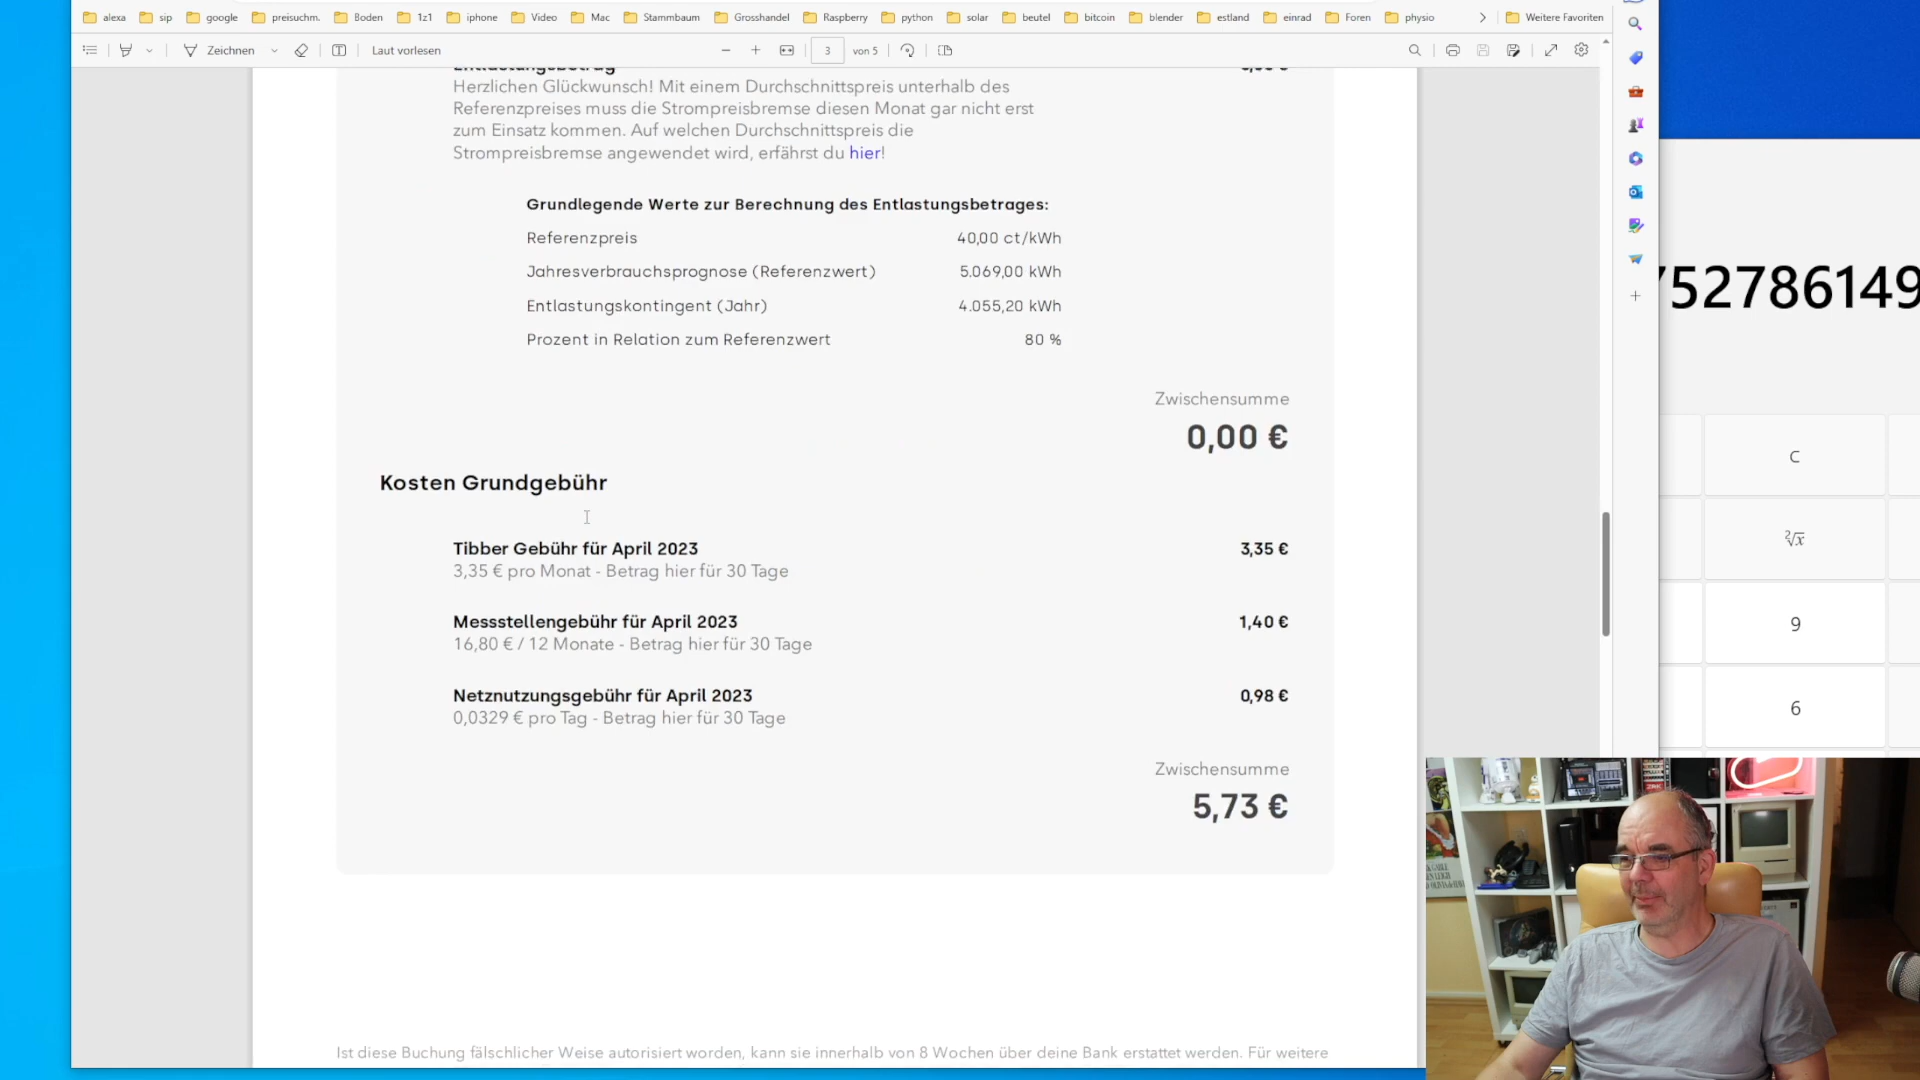 alexa sip google preisuchm. Boden 1z1 iphone Video Mac Stammbaum Grosshandel Raspberry python solar beutel bitcoin blender estland einrad Foren physio Weitere Favoriten
Zeichnen Laut vorlesen 3 von 5
Entlastungsbetrag
Herzlichen Glückwunsch! Mit einem Durchschnittspreis unterhalb des
Referenzpreises muss die Strompreisbremse diesen Monat gar nicht erst
zum Einsatz kommen. Auf welchen Durchschnittspreis die
Strompreisbremse angewendet wird, erfährst du hier!
Grundlegende Werte zur Berechnung des Entlastungsbetrages:
Referenzpreis 40,00 ct/kWh
Jahresverbrauchsprognose (Referenzwert) 5.069,00 kWh
Entlastungskontingent (Jahr) 4.055,20 kWh
Prozent in Relation zum Referenzwert 80 %
Zwischensumme
0,00 €
Kosten Grundgebühr
Tibber Gebühr für April 2023 3,35 €
3,35 € pro Monat - Betrag hier für 30 Tage
Messstellengebühr für April 2023 1,40 €
16,80 € / 12 Monate - Betrag hier für 30 Tage
Netznutzungsgebühr für April 2023 0,98 €
0,0329 € pro Tag - Betrag hier für 30 Tage
Zwischensumme
5,73 €
Ist diese Buchung fälschlicher Weise autorisiert worden, kann sie innerhalb von 8 Wochen über deine Bank erstattet werden. Für weitere
752786149
C
²√x
9
6